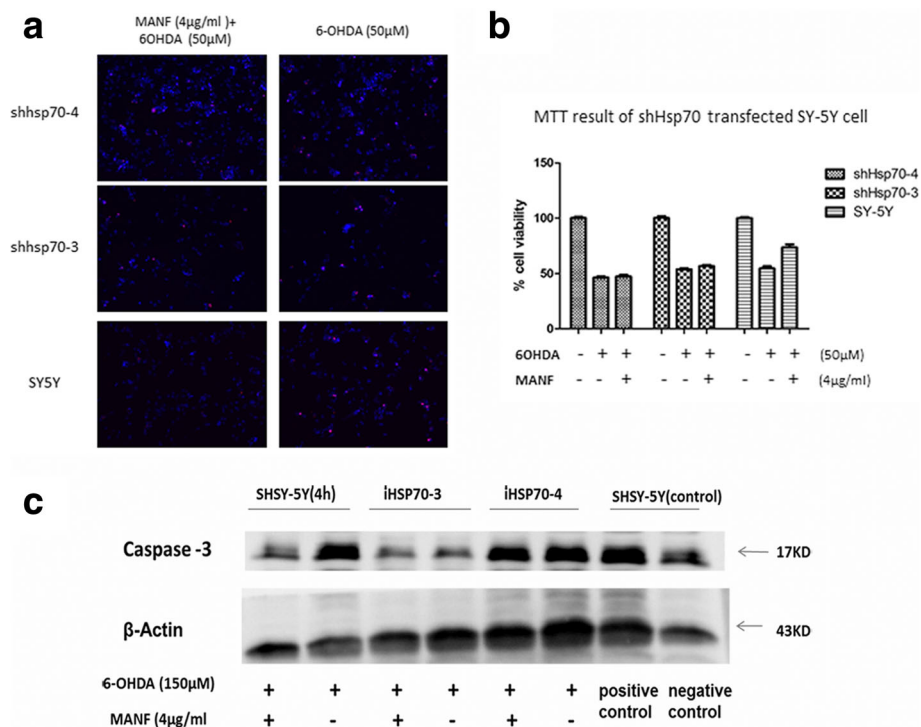 a
MANF (4μg/ml )+
6OHDA (50μM)
6-OHDA (50μM)
shhsp70-4
shhsp70-3
SY5Y
b
MTT result of shHsp70 transfected SY-5Y cell
% cell viability
150
100
50
0
shHsp70-4
shHsp70-3
SY-5Y
6OHDA - + + - + + - + + (50μM)
MANF - - + - - + - - + (4μg/ml)
c
SHSY-5Y(4h) iHSP70-3 iHSP70-4 SHSY-5Y(control)
Caspase -3 17KD
β-Actin 43KD
6-OHDA (150μM) + + + + + + positive control negative control
MANF (4μg/ml + - + - + -